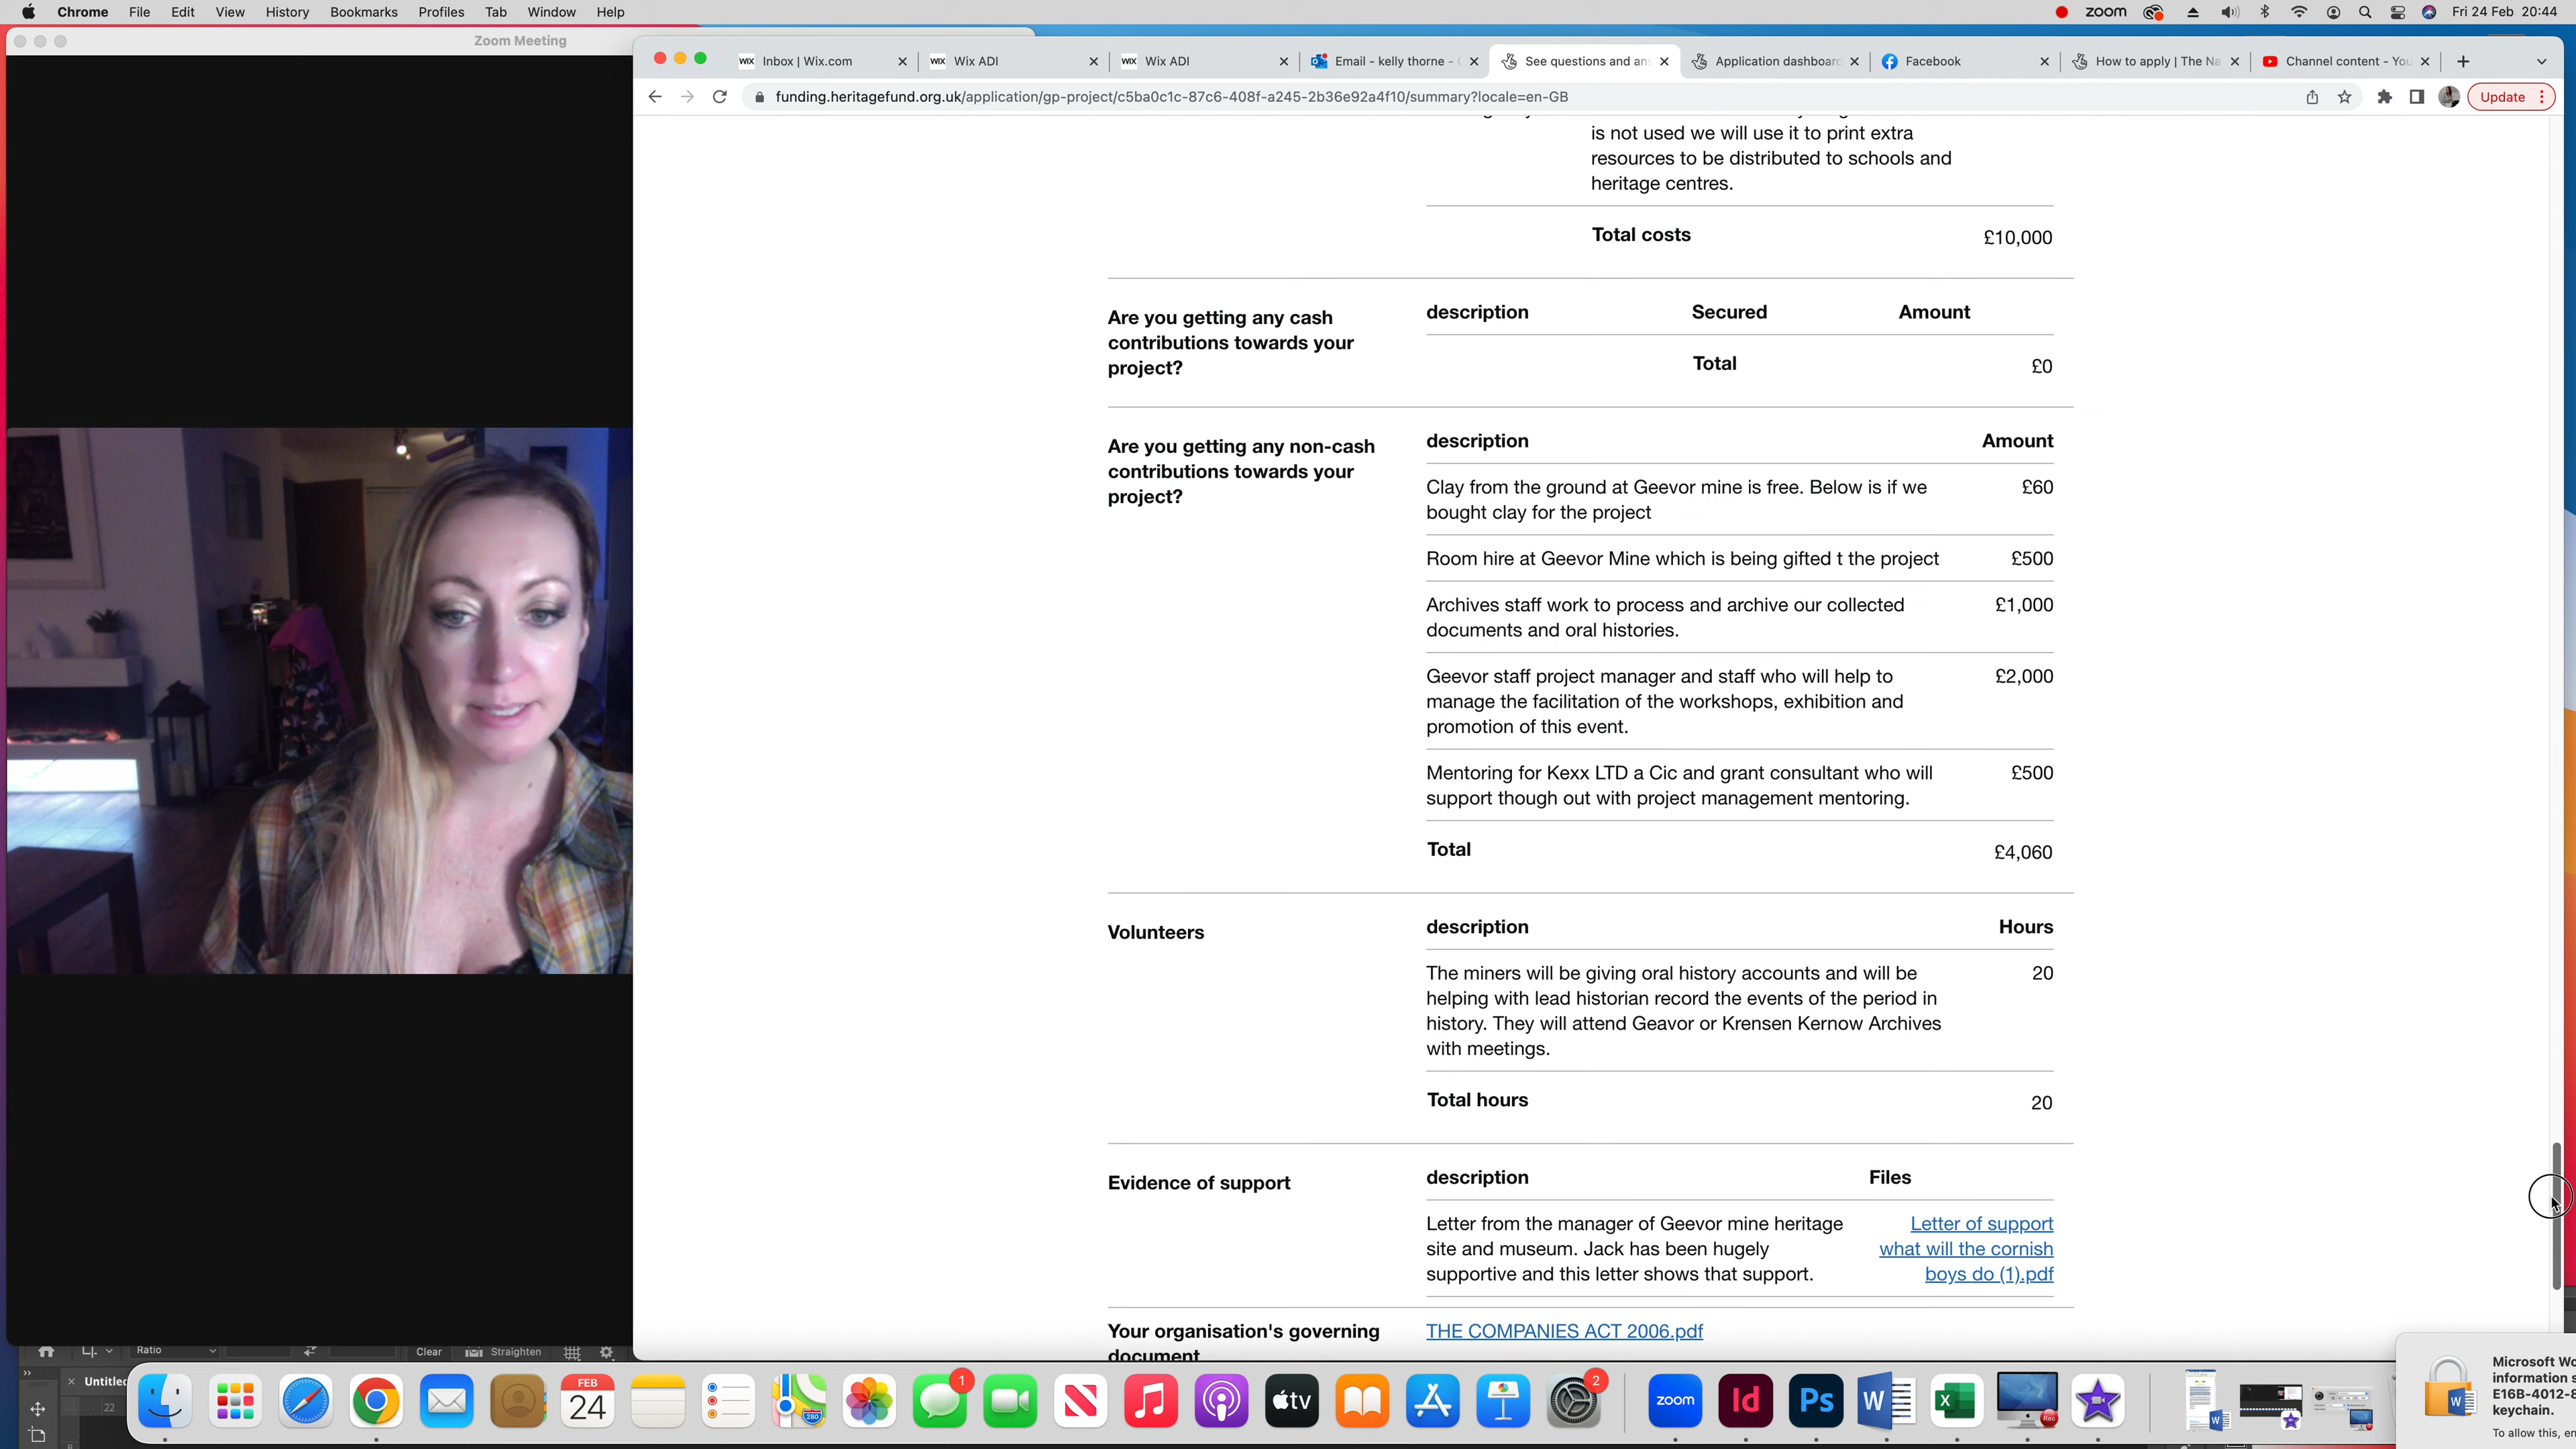 Chrome File Edit View History Bookmarks Profiles Tab Window Help
zoom Fri 24 Feb 20:44
Zoom Meeting
WIX Inbox | Wix.com
WIX Wix ADI
WIX Wix ADI
Email - kelly thorne -
See questions and an
Application dashboard
Facebook
How to apply | The Na
Channel content - You
funding.heritagefund.org.uk/application/gp-project/c5ba0c1c-87c6-408f-a245-2b36e92a4f10/summary?locale=en-GB
Update
is not used we will use it to print extra
resources to be distributed to schools and
heritage centres.
Total costs £10,000
Are you getting any cash
contributions towards your
project?
description Secured Amount
Total £0
Are you getting any non-cash
contributions towards your
project?
description Amount
Clay from the ground at Geevor mine is free. Below is if we £60
bought clay for the project
Room hire at Geevor Mine which is being gifted t the project £500
Archives staff work to process and archive our collected £1,000
documents and oral histories.
Geevor staff project manager and staff who will help to £2,000
manage the facilitation of the workshops, exhibition and
promotion of this event.
Mentoring for Kexx LTD a Cic and grant consultant who will £500
support though out with project management mentoring.
Total £4,060
Volunteers
description Hours
The miners will be giving oral history accounts and will be 20
helping with lead historian record the events of the period in
history. They will attend Geavor or Krensen Kernow Archives
with meetings.
Total hours 20
Evidence of support
description Files
Letter from the manager of Geevor mine heritage
site and museum. Jack has been hugely
supportive and this letter shows that support.
Letter of support
what will the cornish
boys do (1).pdf
Your organisation's governing
document
THE COMPANIES ACT 2006.pdf
Ratio Clear Straighten
Untitled
22
1
FEB
24
280
tv
2
zoom
Id
Ps
W
X
Rec
Microsoft Wo
information s
E16B-4012-8
keychain.
To allow this, en